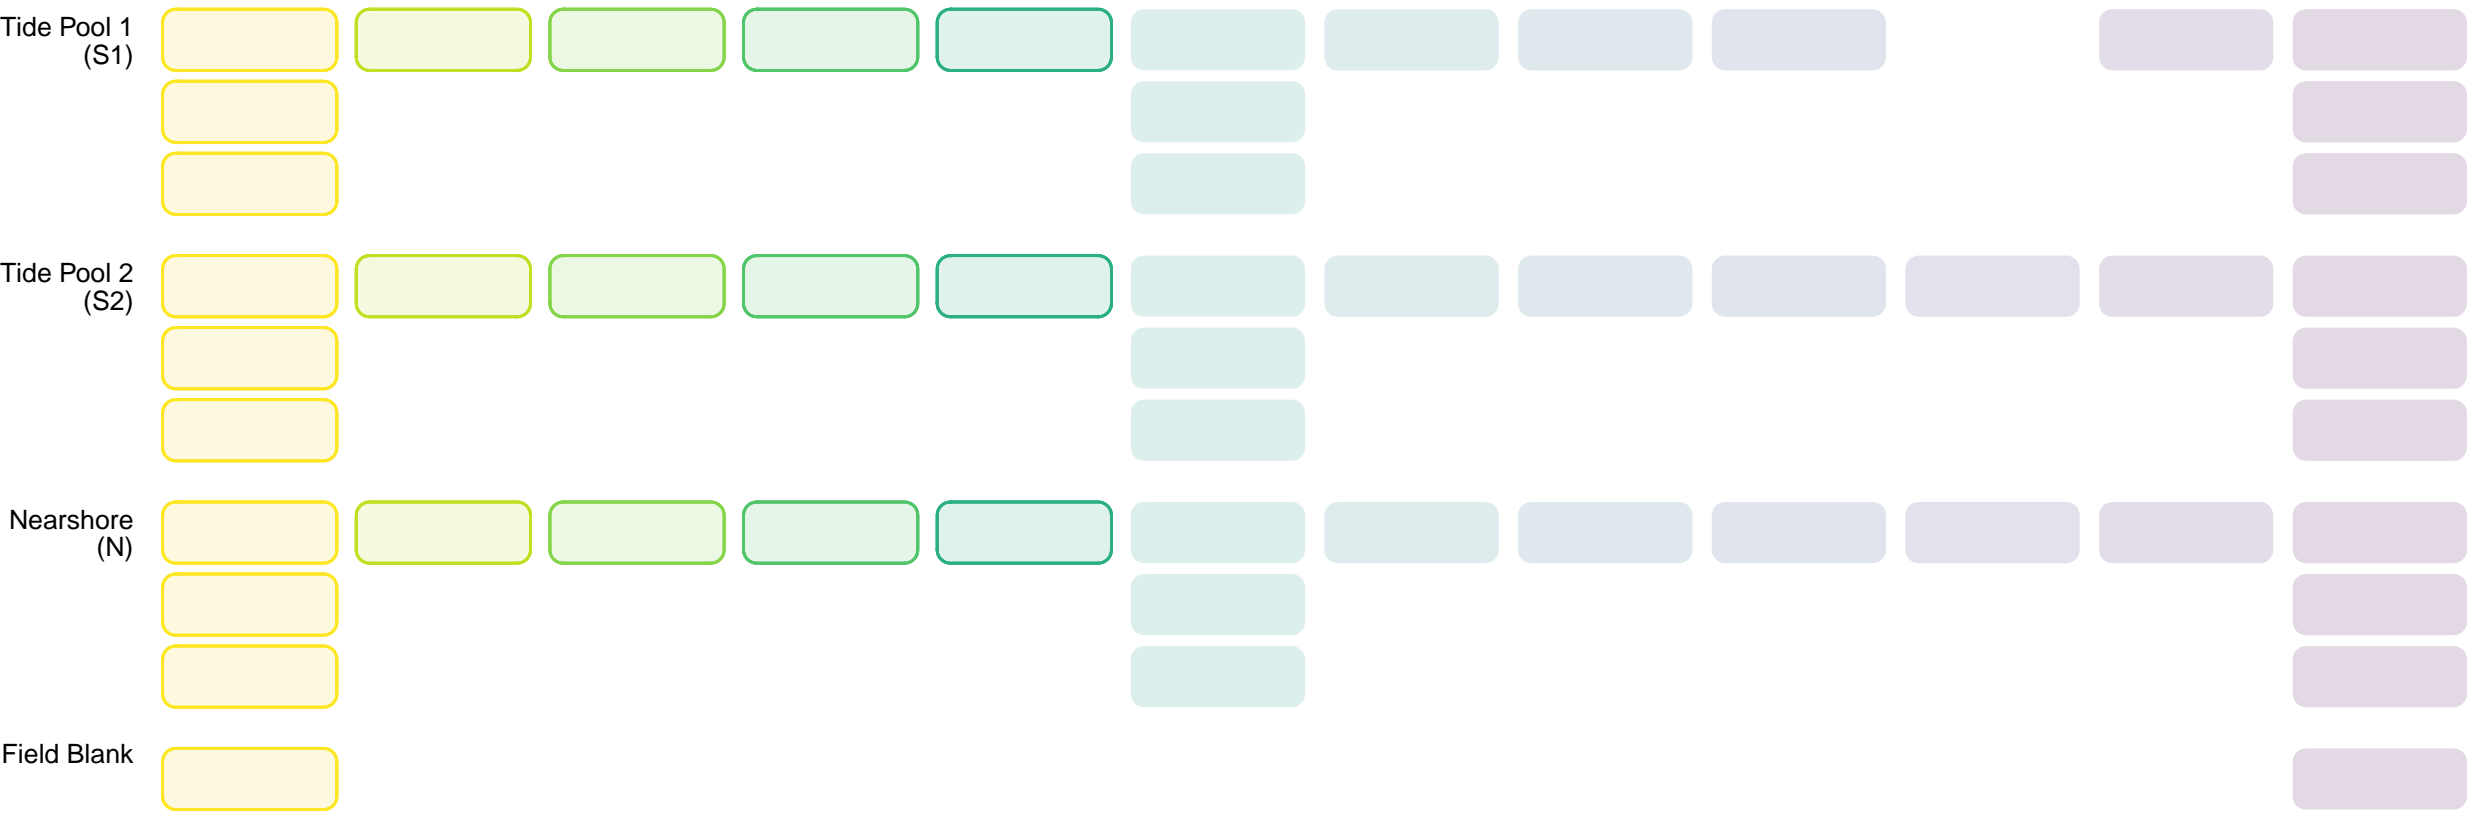 Tide Pool 1
(S1)
Tide Pool 2
(S2)
Nearshore
(N)
Field Blank